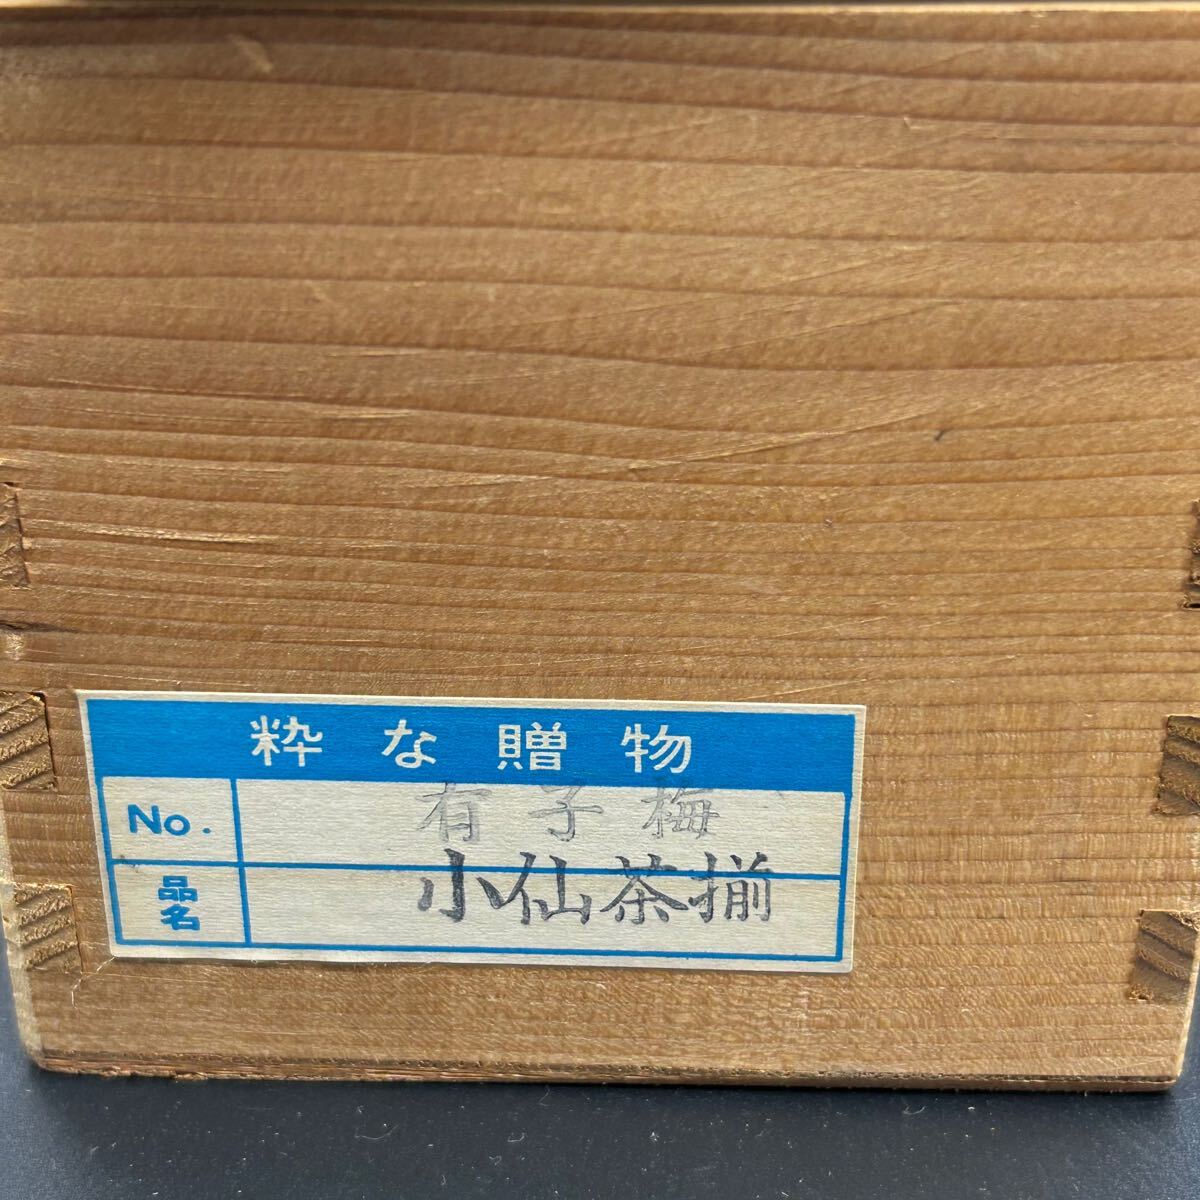 粋な贈物
No. 有子梅
品名 小仙茶揃